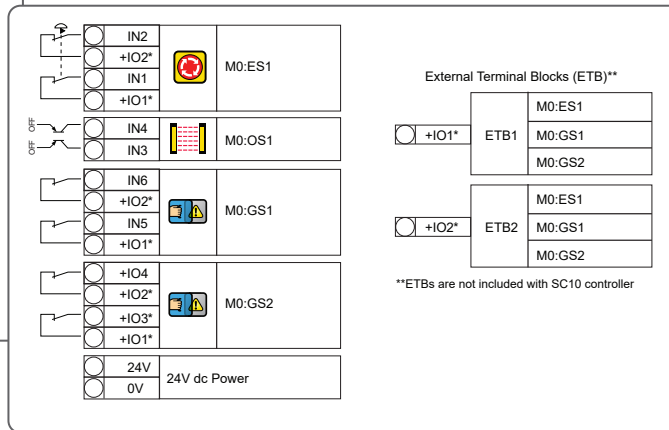 IN2
+IO2*
IN1
+IO1*
M0:ES1
OFF
OFF
IN4
IN3
M0:OS1
IN6
+IO2*
IN5
+IO1*
M0:GS1
+IO4
+IO2*
+IO3*
+IO1*
M0:GS2
24V
0V
24V dc Power
External Terminal Blocks (ETB)**
+IO1*
ETB1
M0:ES1
M0:GS1
M0:GS2
+IO2*
ETB2
M0:ES1
M0:GS1
M0:GS2
**ETBs are not included with SC10 controller